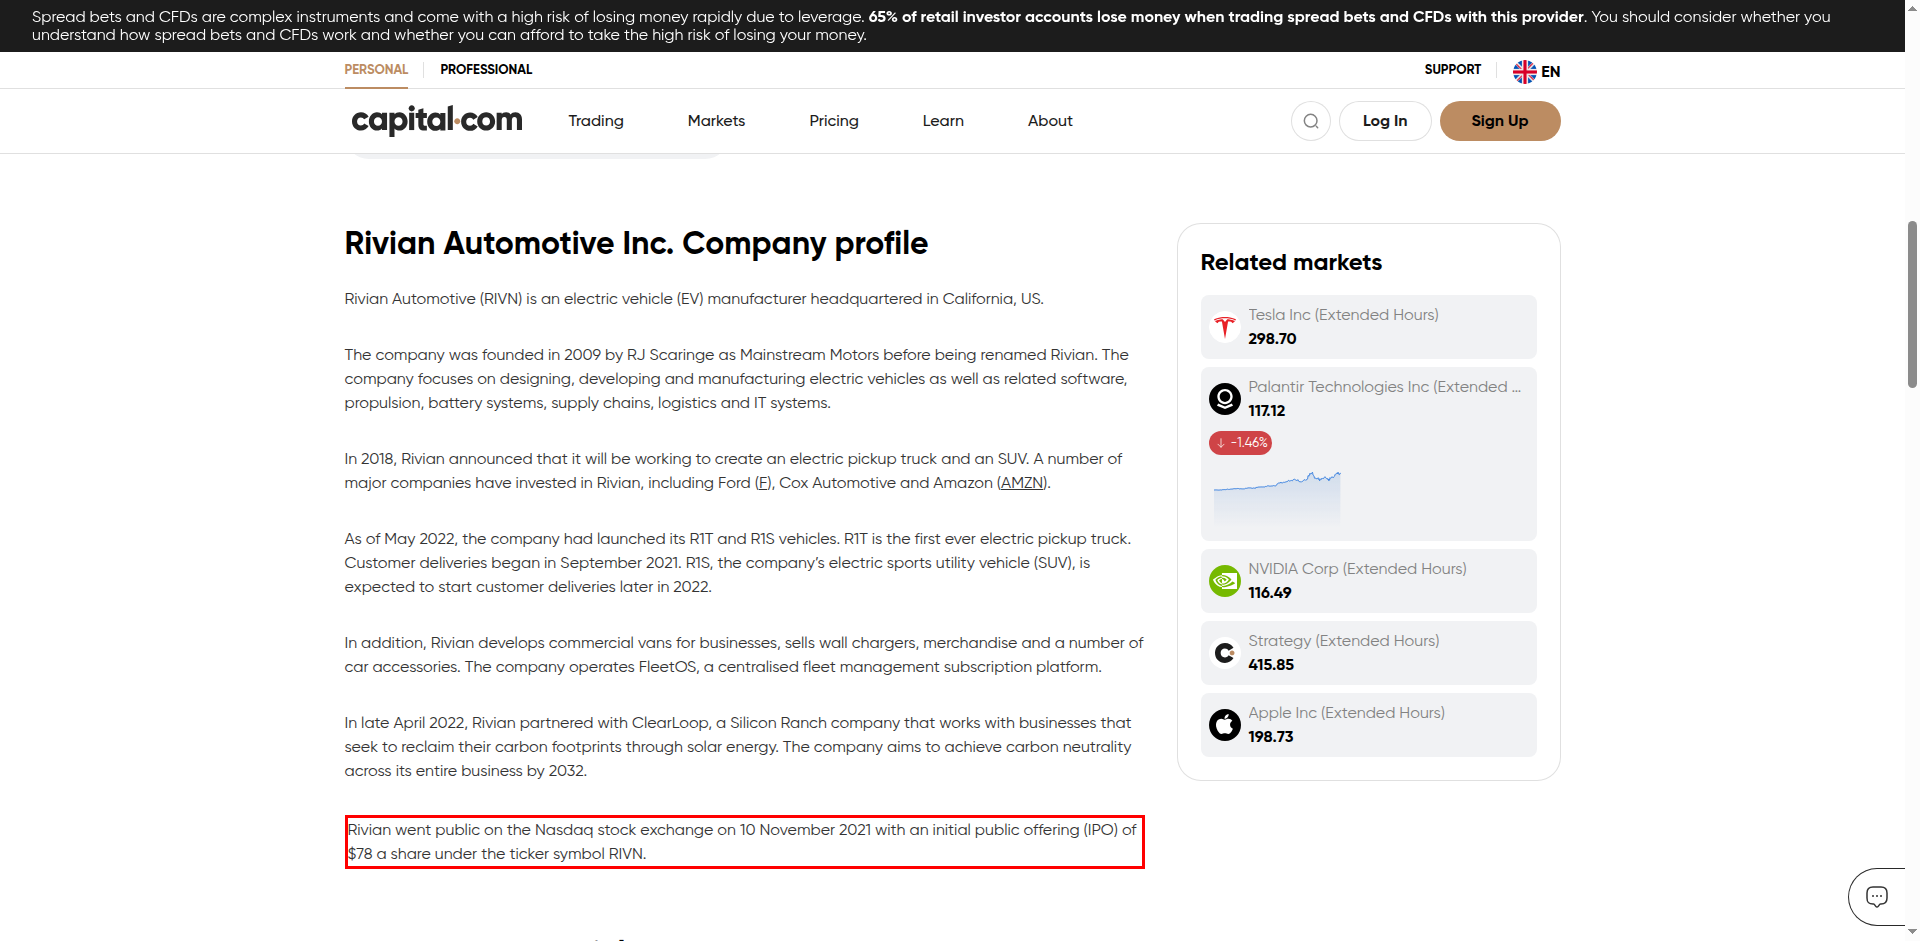 Spread bets and CFDs are complex instruments and come with a high risk of losing money rapidly due to leverage. 65% of retail investor accounts lose money when trading spread bets and CFDs with this provider. You should consider whether you
understand how spread bets and CFDs work and whether you can afford to take the high risk of losing your money.
PERSONAL PROFESSIONAL SUPPORT EN
capital.com Trading Markets Pricing Learn About Log In Sign Up
Rivian Automotive Inc. Company profile
Rivian Automotive (RIVN) is an electric vehicle (EV) manufacturer headquartered in California, US.
The company was founded in 2009 by RJ Scaringe as Mainstream Motors before being renamed Rivian. The
company focuses on designing, developing and manufacturing electric vehicles as well as related software,
propulsion, battery systems, supply chains, logistics and IT systems.
In 2018, Rivian announced that it will be working to create an electric pickup truck and an SUV. A number of
major companies have invested in Rivian, including Ford (F), Cox Automotive and Amazon (AMZN).
As of May 2022, the company had launched its R1T and R1S vehicles. R1T is the first ever electric pickup truck.
Customer deliveries began in September 2021. R1S, the company’s electric sports utility vehicle (SUV), is
expected to start customer deliveries later in 2022.
In addition, Rivian develops commercial vans for businesses, sells wall chargers, merchandise and a number of
car accessories. The company operates FleetOS, a centralised fleet management subscription platform.
In late April 2022, Rivian partnered with ClearLoop, a Silicon Ranch company that works with businesses that
seek to reclaim their carbon footprints through solar energy. The company aims to achieve carbon neutrality
across its entire business by 2032.
Rivian went public on the Nasdaq stock exchange on 10 November 2021 with an initial public offering (IPO) of
$78 a share under the ticker symbol RIVN.
Related markets
Tesla Inc (Extended Hours)
298.70
Palantir Technologies Inc (Extended ...
117.12
↓ -1.46%
NVIDIA Corp (Extended Hours)
116.49
Strategy (Extended Hours)
415.85
Apple Inc (Extended Hours)
198.73